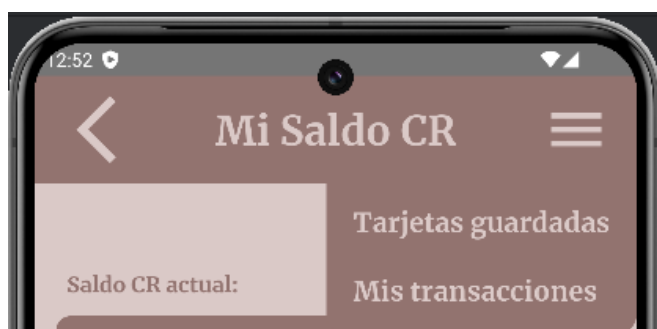 12:52
Mi Saldo CR
Tarjetas guardadas
Saldo CR actual:
Mis transacciones